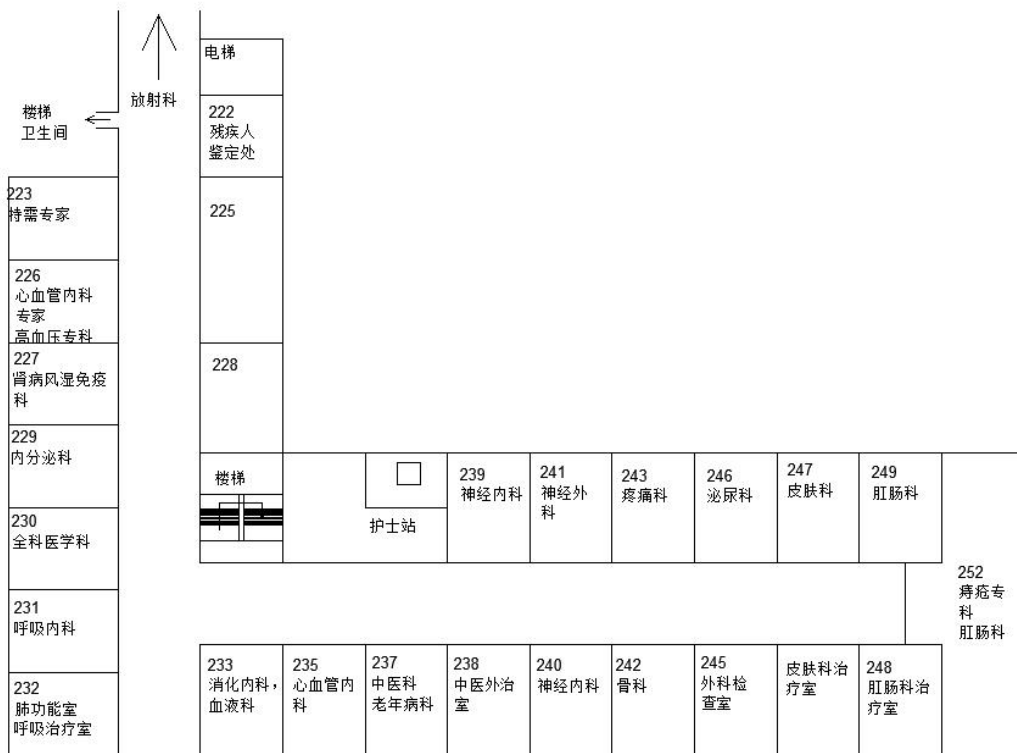 电梯
放射科
楼梯
卫生间
222
残疾人
鉴定处
223
持需专家
225
226
心血管内科
专家
高血压专科
227
肾病风湿免疫
科
228
229
内分泌科
楼梯
护士站
239
神经内科
241
神经外
科
243
疼痛科
246
泌尿科
247
皮肤科
249
肛肠科
230
全科医学科
252
痔疮专
科
肛肠科
231
呼吸内科
232
肺功能室
呼吸治疗室
233
消化内科，
血液科
235
心血管内
科
237
中医科
老年病科
238
中医外治
室
240
神经内科
242
骨科
245
外科检
查室
皮肤科治
疗室
248
肛肠科治
疗室